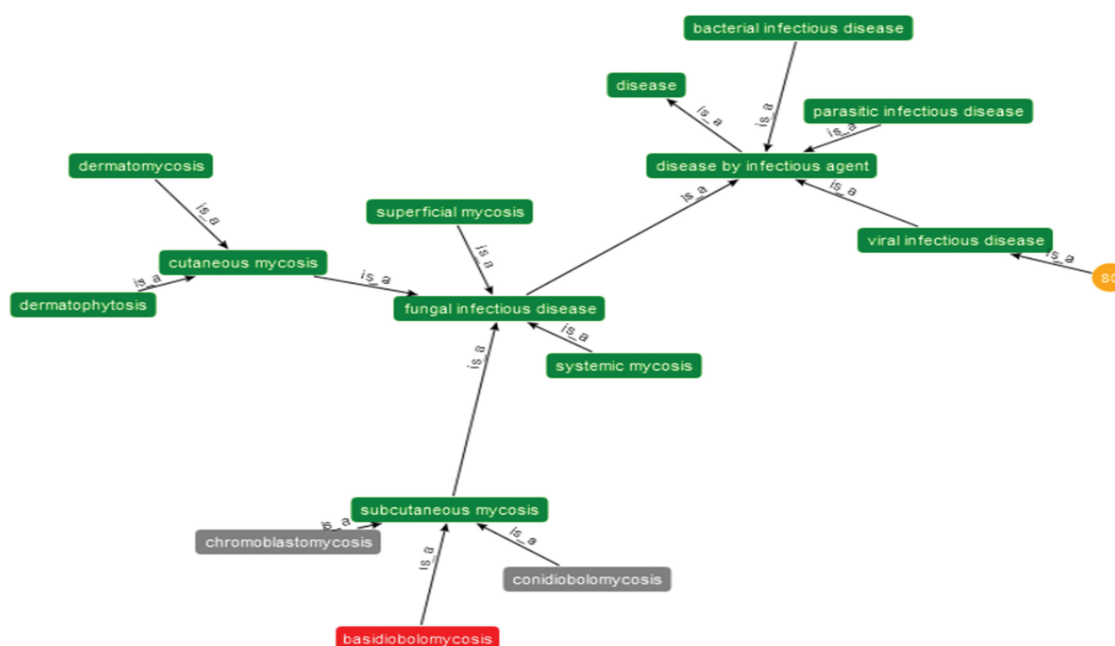 bacterial infectious disease
disease
is_a
is_a
parasitic infectious disease
is_a
dermatomycosis
disease by infectious agent
is_a
is_a
is_a
superficial mycosis
viral infectious disease
is_a
is_a
cutaneous mycosis
is_a
is_a
dermatophytosis
fungal infectious disease
is_a
is_a
systemic mycosis
subcutaneous mycosis
is_a
chromoblastomycosis
is_a
is_a
conidiobolomycosis
basidiobolomycosis